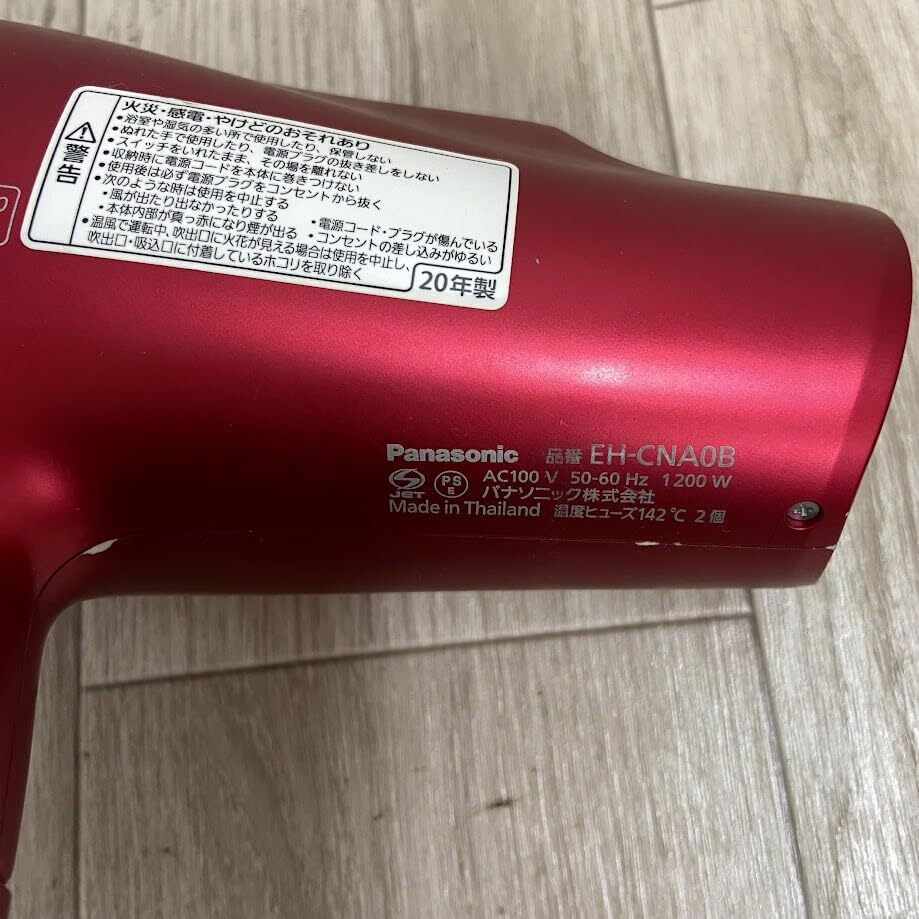 火災・感電・やけどのおそれあり
警告
•浴室や湿気の多い所で使用したり、保管しない
•ぬれた手で使用したり、電源プラグの抜き差しをしない
•スイッチをいれたまま、その場を離れない
•収納時に電源コードを本体に巻きつけない
•使用後は必ず電源プラグをコンセントから抜く
•次のような時は使用を中止する
•風が出たり出なかったりする
•本体内部が真っ赤になり煙が出る
•電源コード・プラグが傷んでいる
•コンセントの差し込みがゆるい
•温風で運転中、吹出口に火花が見える場合は使用を中止し、
吹出口・吸込口に付着しているホコリを取り除く
20年製
Panasonic 品番 EH-CNA0B
JET PSE AC100 V 50-60 Hz 1200 W
パナソニック株式会社
Made in Thailand 温度ヒューズ142℃ 2個